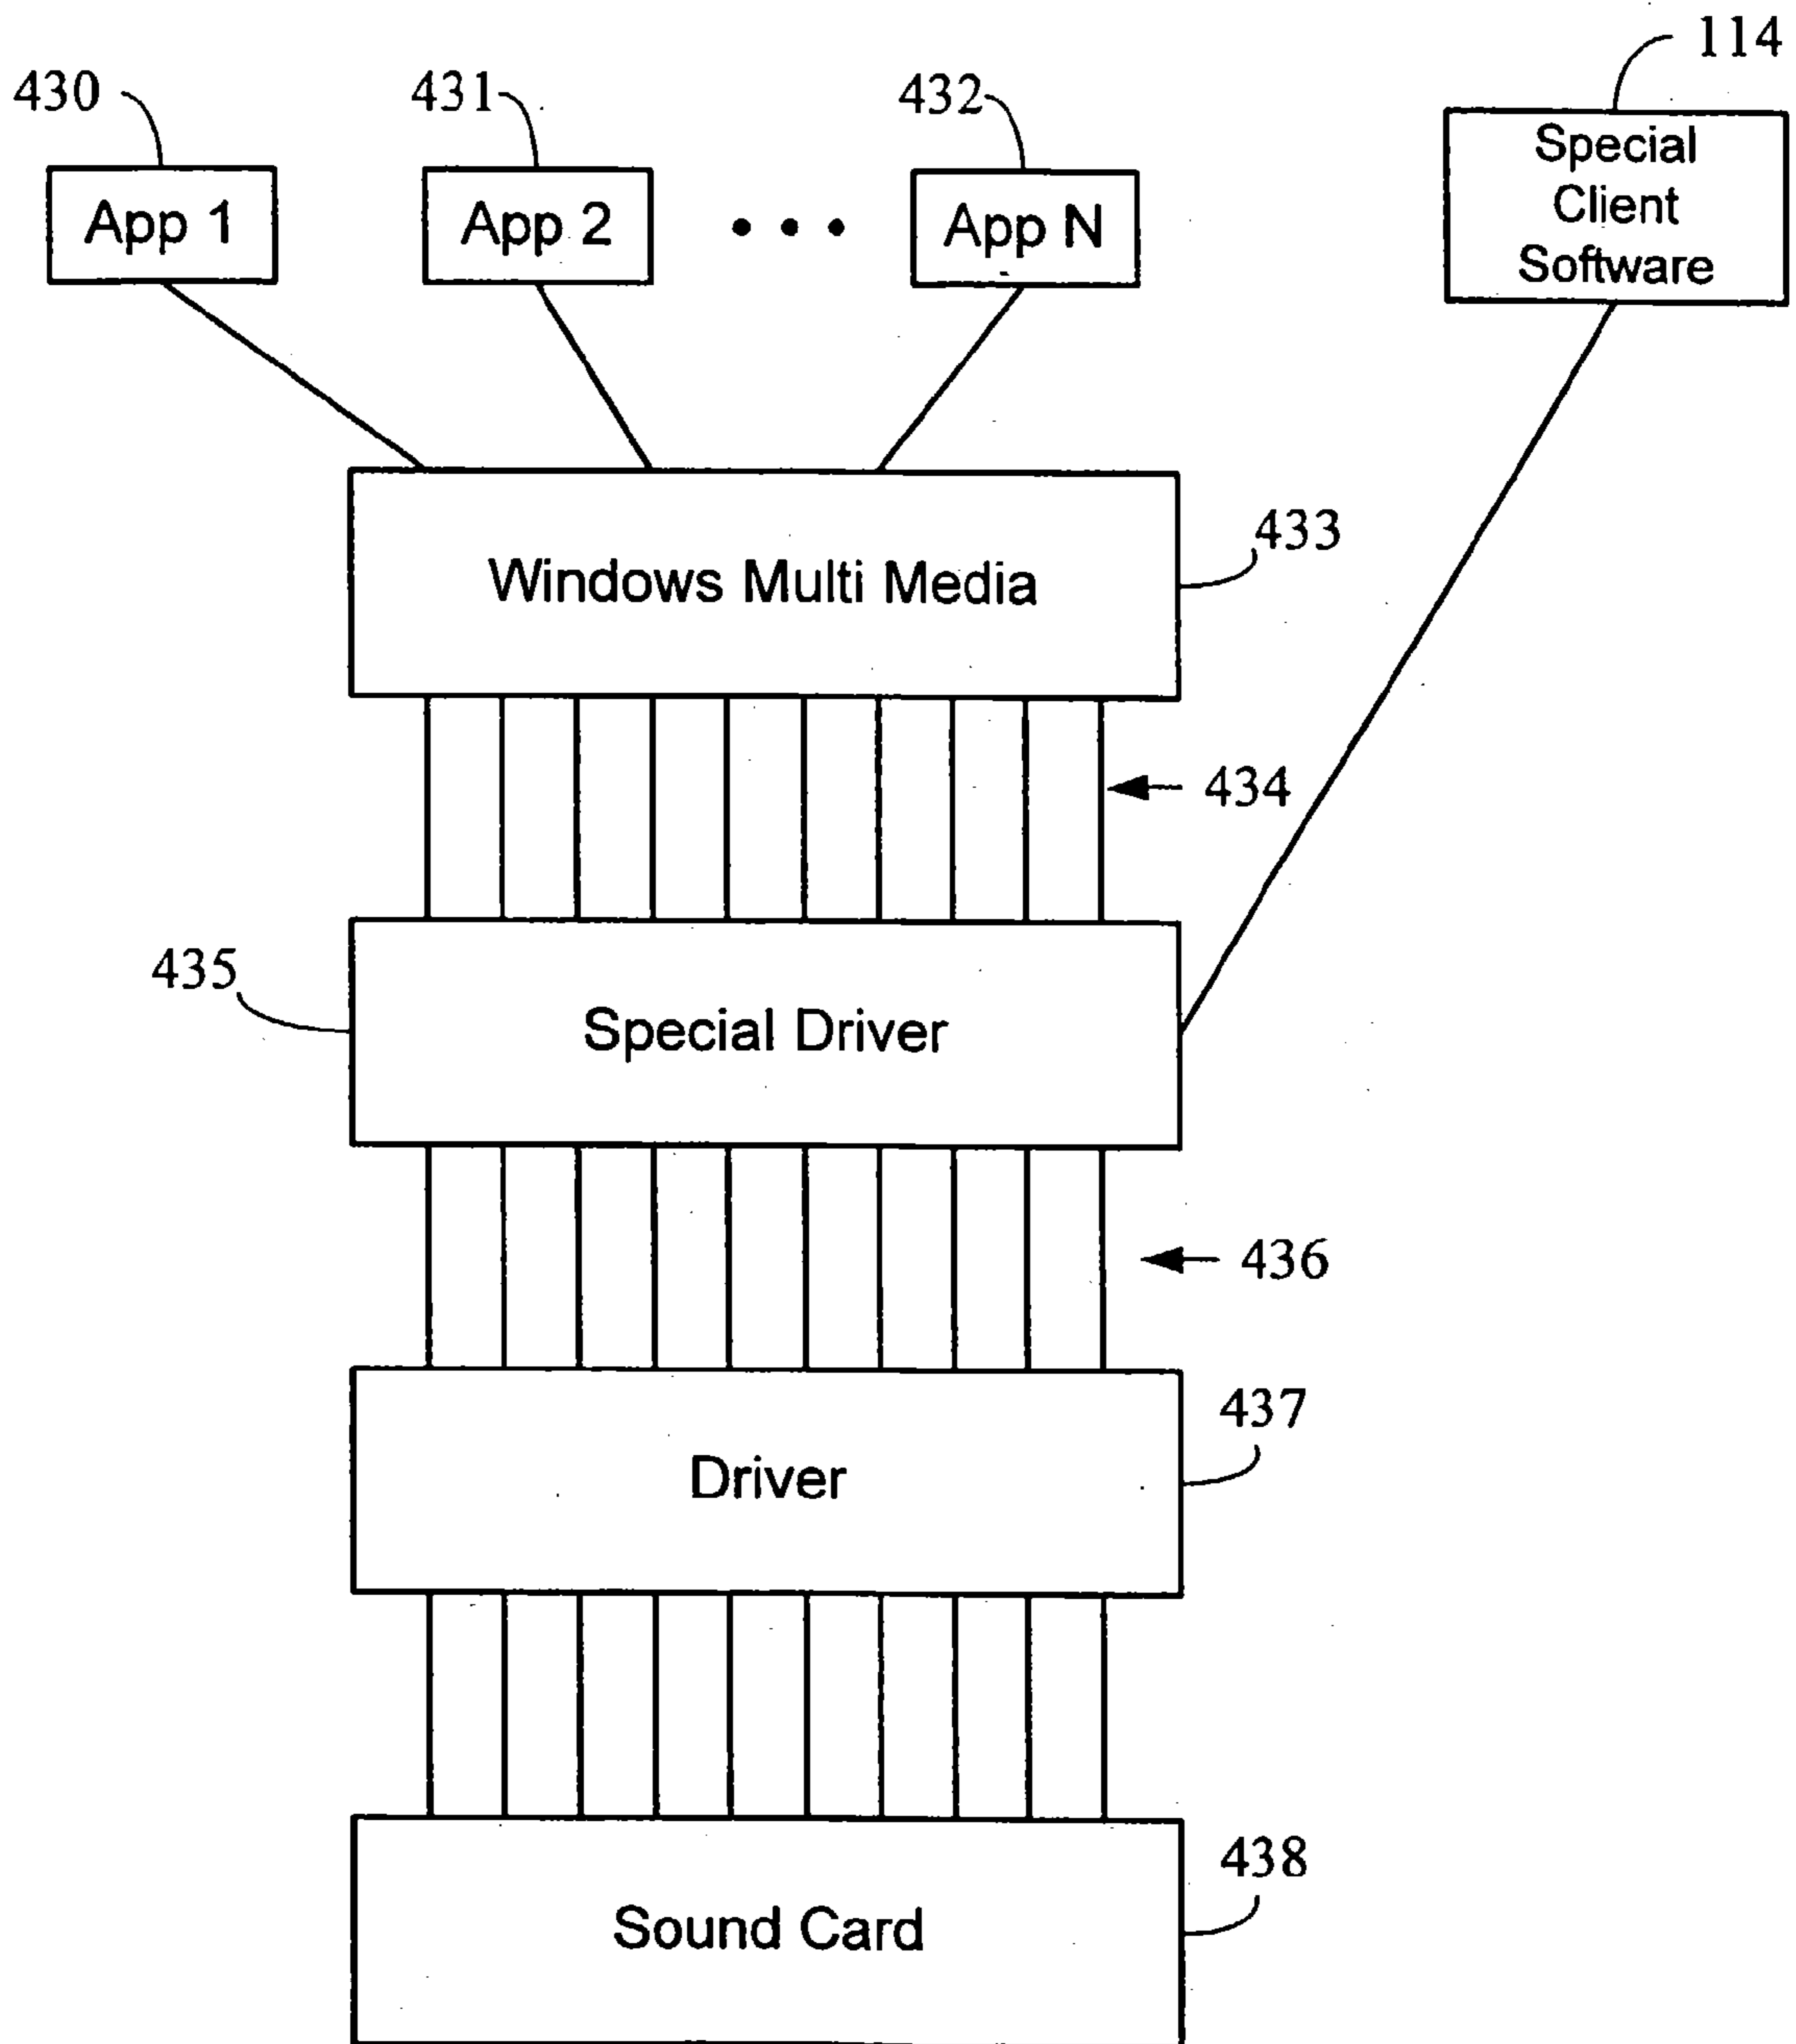 114
430
431
432
App 1
App 2
• • •
App N
Special
Client
Software
433
Windows Multi Media
434
435
Special Driver
436
437
Driver
438
Sound Card